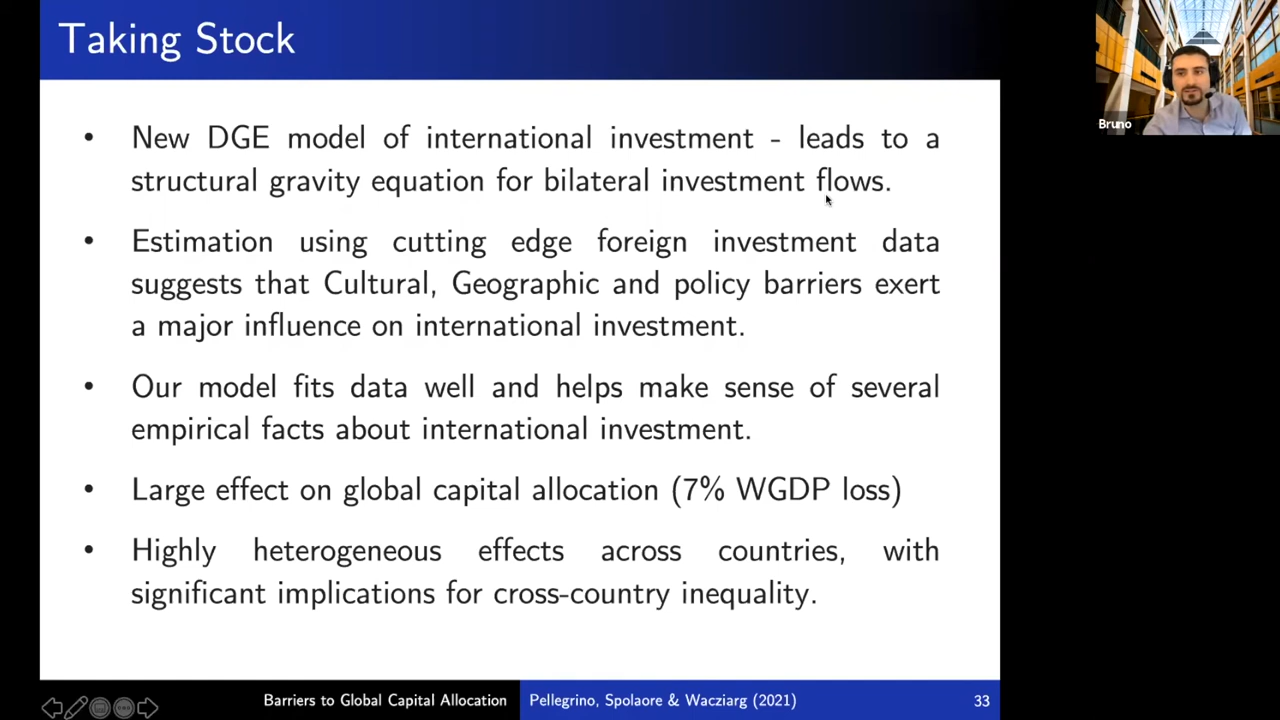 Taking Stock
Bruno
• New DGE model of international investment - leads to a
structural gravity equation for bilateral investment flows.
• Estimation using cutting edge foreign investment data
suggests that Cultural, Geographic and policy barriers exert
a major influence on international investment.
• Our model fits data well and helps make sense of several
empirical facts about international investment.
• Large effect on global capital allocation (7% WGDP loss)
• Highly heterogeneous effects across countries, with
significant implications for cross-country inequality.
Barriers to Global Capital Allocation
Pellegrino, Spolaore & Wacziarg (2021)
33